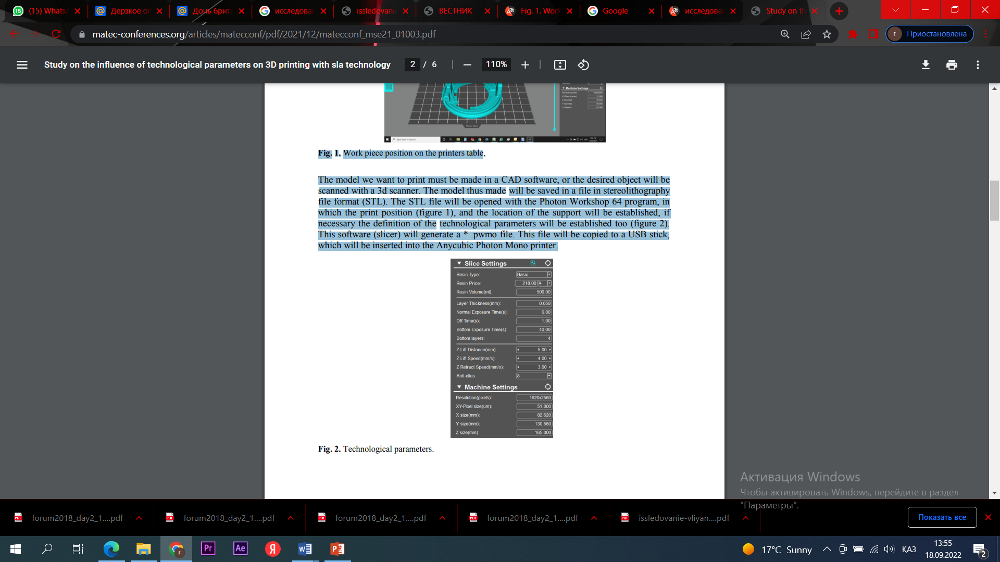 (15) Whats
Дерзкое о
Дочь брит
исследова
issledovani
ВЕСТНИК
Fig. 1. Work
Google
исследова
Study on th
matec-conferences.org/articles/matecconf/pdf/2021/12/matecconf_mse21_01003.pdf
r Приостановлена
Study on the influence of technological parameters on 3D printing with sla technology
2 / 6
110%
Machine Settings
Type here to search
Fig. 1. Work piece position on the printers table.
The model we want to print must be made in a CAD software, or the desired object will be
scanned with a 3d scanner. The model thus made will be saved in a file in stereolithography
file format (STL). The STL file will be opened with the Photon Workshop 64 program, in
which the print position (figure 1), and the location of the support will be established, if
necessary the definition of the technological parameters will be established too (figure 2).
This software (slicer) will generate a * .pwmo file. This file will be copied to a USB stick,
which will be inserted into the Anycubic Photon Mono printer.
Slice Settings
Resin Type: Basic
Resin Price: 218.00 ¥
Resin Volume(ml): 500.00
Layer Thickness(mm): 0.050
Normal Exposure Time(s): 6.00
Off Time(s): 1.00
Bottom Exposure Time(s): 40.00
Bottom layers: 4
Z Lift Distance(mm): 5.00
Z Lift Speed(mm/s): 4.00
Z Retract Speed(mm/s): 3.00
Anti-alias : 8
Machine Settings
Resolution(pixels): 1620x2560
XY-Pixel size(um): 51.000
X size(mm): 82.620
Y size(mm): 130.560
Z size(mm): 165.000
Fig. 2. Technological parameters.
Активация Windows
Чтобы активировать Windows, перейдите в раздел
"Параметры".
forum2018_day2_1....pdf
forum2018_day2_1....pdf
forum2018_day2_1....pdf
forum2018_day2_1....pdf
issledovanie-vliyan....pdf
Показать все
Pr
Ae
Я
17°C Sunny
ҚАЗ
13:55
18.09.2022
2